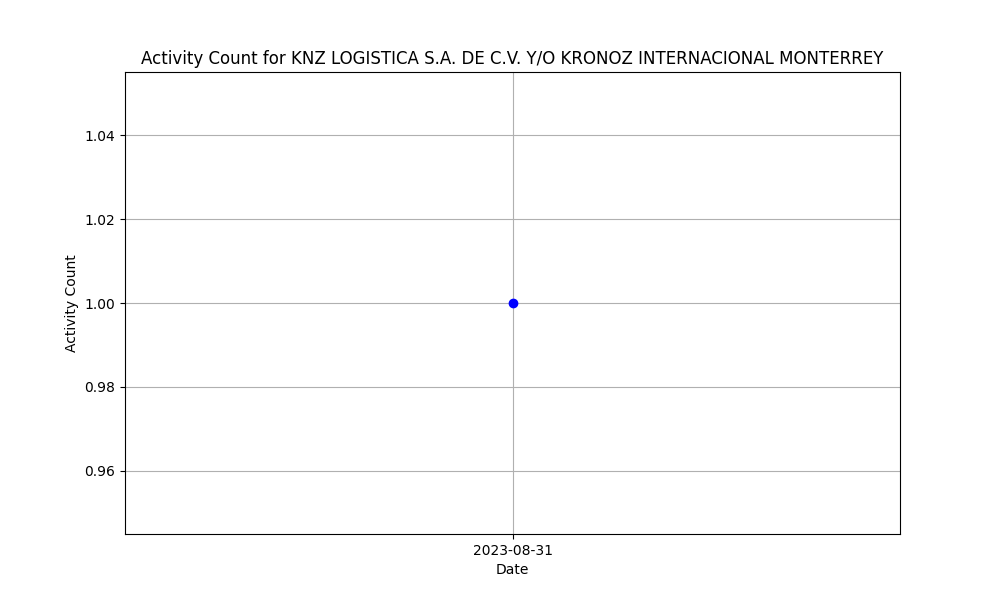 Activity Count for KNZ LOGISTICA S.A. DE C.V. Y/O KRONOZ INTERNACIONAL MONTERREY
1.04
1.02
1.00
0.98
0.96
Activity Count
2023-08-31
Date